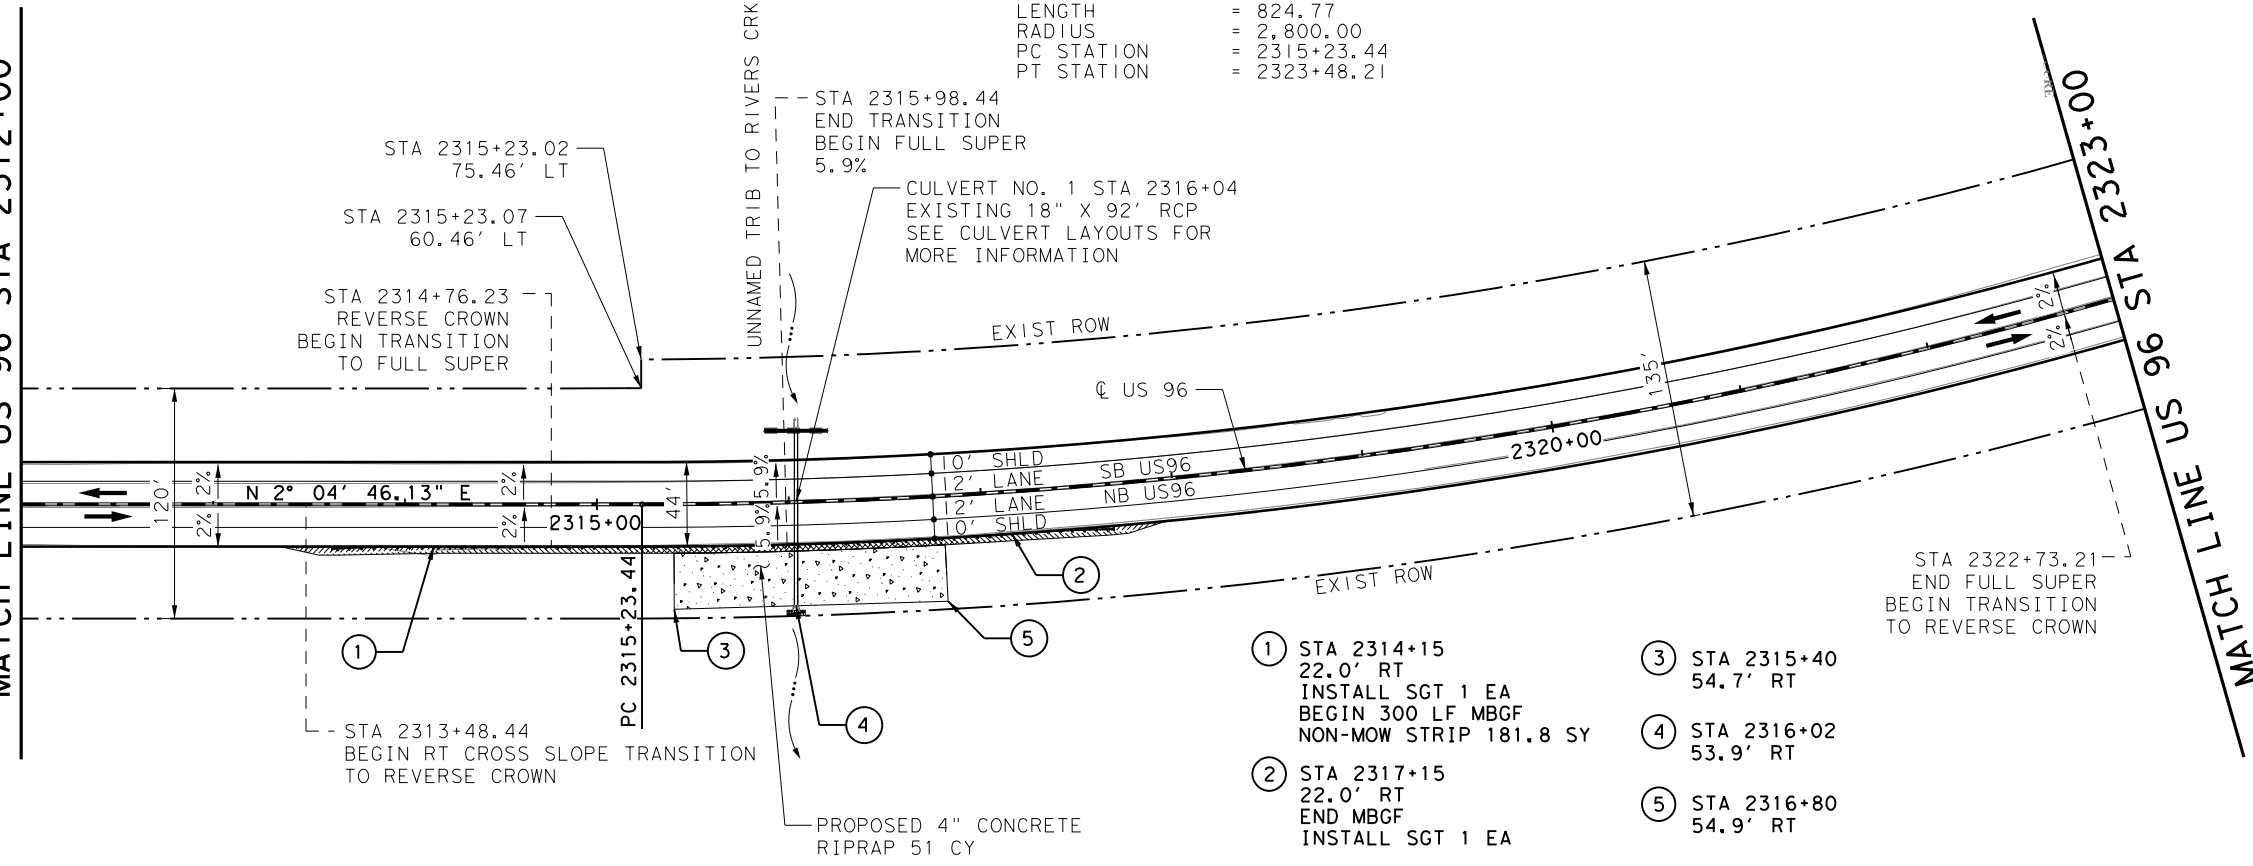 LENGTH = 824.77
RADIUS = 2,800.00
PC STATION = 2315+23.44
PT STATION = 2323+48.21
UNNAMED TRIB TO RIVERS CRK
STA 2315+98.44
END TRANSITION
BEGIN FULL SUPER
5.9%
STA 2315+23.02
75.46' LT
STA 2315+23.07
60.46' LT
CULVERT NO. 1 STA 2316+04
EXISTING 18" X 92' RCP
SEE CULVERT LAYOUTS FOR
MORE INFORMATION
STA 2314+76.23
REVERSE CROWN
BEGIN TRANSITION
TO FULL SUPER
EXIST ROW
℄ US 96
135'
2%
2%
MATCH LINE US 96 STA 2323+00
MATCH LINE US 96 STA 2312+00
120'
2%
2%
N 2° 04' 46.13" E
2%
2%
2315+00
44'
5.9%
5.9%
10' SHLD
12' LANE
SB US96
12' LANE
NB US96
10' SHLD
2320+00
PC 2315+23.44
EXIST ROW
1
2
3
4
5
STA 2313+48.44
BEGIN RT CROSS SLOPE TRANSITION
TO REVERSE CROWN
PROPOSED 4" CONCRETE
RIPRAP 51 CY
STA 2322+73.21
END FULL SUPER
BEGIN TRANSITION
TO REVERSE CROWN
1 STA 2314+15
22.0' RT
INSTALL SGT 1 EA
BEGIN 300 LF MBGF
NON-MOW STRIP 181.8 SY
2 STA 2317+15
22.0' RT
END MBGF
INSTALL SGT 1 EA
3 STA 2315+40
54.7' RT
4 STA 2316+02
53.9' RT
5 STA 2316+80
54.9' RT